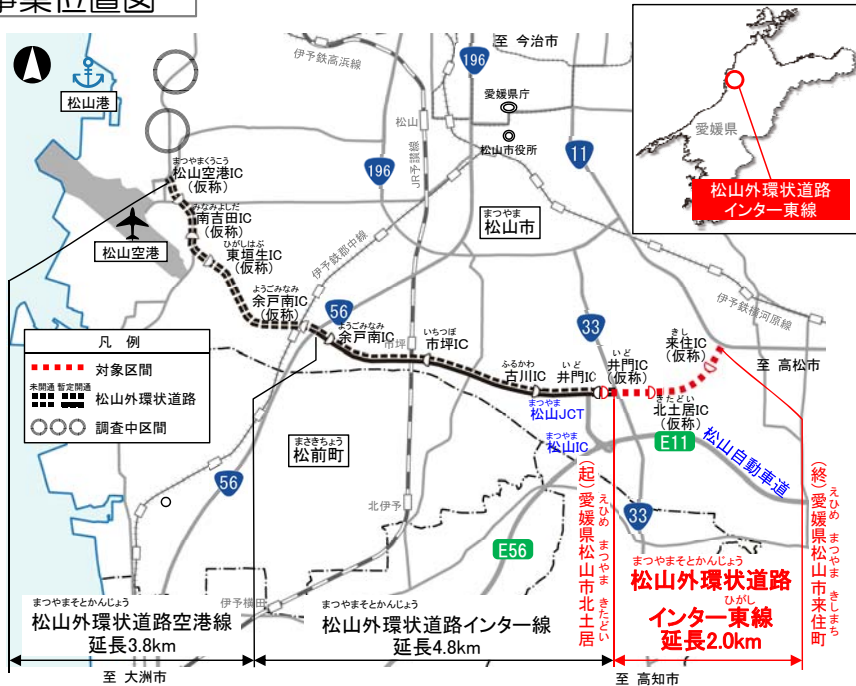 事業位置図
至 今治市
伊予鉄高浜線
196
愛媛県庁
松山港
松山
松山市役所
11
196
JR予讃線
愛媛県
松山外環状道路
インター東線
まつやまくうこう
松山空港IC
(仮称)
みなみよしだ
南吉田IC
(仮称)
ひがしはぶ
東垣生IC
(仮称)
松山空港
まつやま
松山市
伊予鉄郡中線
伊予鉄横河原線
ようごみなみ
余戸南IC
(仮称)
56
ようごみなみ
余戸南IC
市坪
いちつぼ
市坪IC
33
ふるかわ
古川IC
いど
井門IC
いど
井門IC
(仮称)
きし
来住IC
(仮称)
至 高松市
きたどい
北土居IC
(仮称)
凡 例
対象区間
未開通 暫定開通
松山外環状道路
調査中区間
まつやま
松山JCT
まつやま
松山IC
E11
松山自動車道
まさきちょう
松前町
56
北伊予
33
E56
伊予横田
(起)愛媛県松山市北土居
えひめ まつやま きたどい
(終)愛媛県松山市来住町
えひめ まつやま きしまち
まつやまそとかんじょう
松山外環状道路空港線
延長3.8km
まつやまそとかんじょう
松山外環状道路インター線
延長4.8km
まつやまそとかんじょう
松山外環状道路
ひがし
インター東線
延長2.0km
至 大洲市
至 高知市